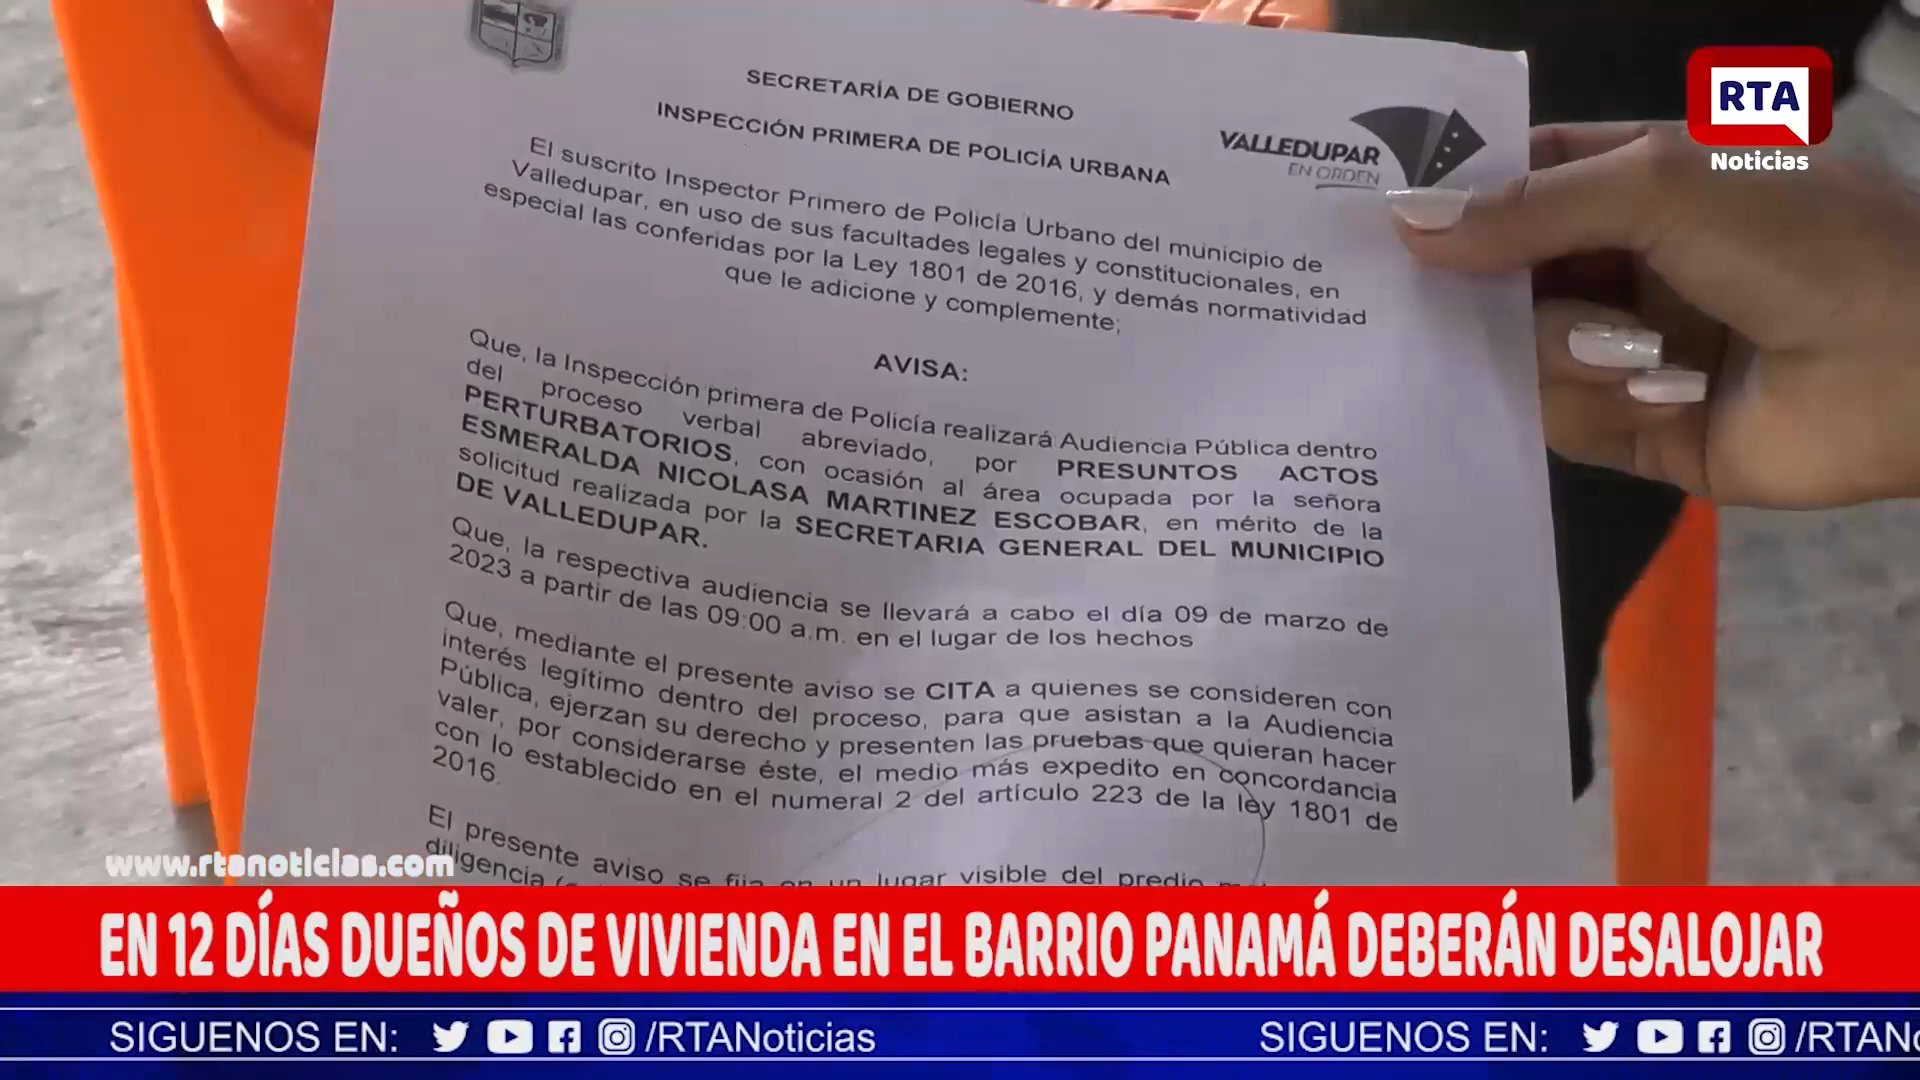 SECRETARÍA DE GOBIERNO
INSPECCIÓN PRIMERA DE POLICÍA URBANA
VALLEDUPAR
EN ORDEN
RTA
Noticias
El suscrito Inspector Primero de Policía Urbano del municipio de
Valledupar, en uso de sus facultades legales y constitucionales, en
especial las conferidas por la Ley 1801 de 2016, y demás normatividad
que le adicione y complemente;
AVISA:
Que, la Inspección primera de Policía realizará Audiencia Pública dentro
del proceso verbal abreviado, por PRESUNTOS ACTOS
PERTURBATORIOS, con ocasión al área ocupada por la señora
ESMERALDA NICOLASA MARTINEZ ESCOBAR, en mérito de la
solicitud realizada por la SECRETARIA GENERAL DEL MUNICIPIO
DE VALLEDUPAR.
Que, la respectiva audiencia se llevará a cabo el día 09 de marzo de
2023 a partir de las 09:00 a.m. en el lugar de los hechos
Que, mediante el presente aviso se CITA a quienes se consideren con
interés legítimo dentro del proceso, para que asistan a la Audiencia
Pública, ejerzan su derecho y presenten las pruebas que quieran hacer
valer, por considerarse éste, el medio más expedito en concordancia
con lo establecido en el numeral 2 del artículo 223 de la ley 1801 de
2016.
El presente aviso se fija en un lugar visible del predio
diligencia
www.rtanoticias.com
EN 12 DÍAS DUEÑOS DE VIVIENDA EN EL BARRIO PANAMÁ DEBERÁN DESALOJAR
SIGUENOS EN: /RTANoticias SIGUENOS EN: /RTANo